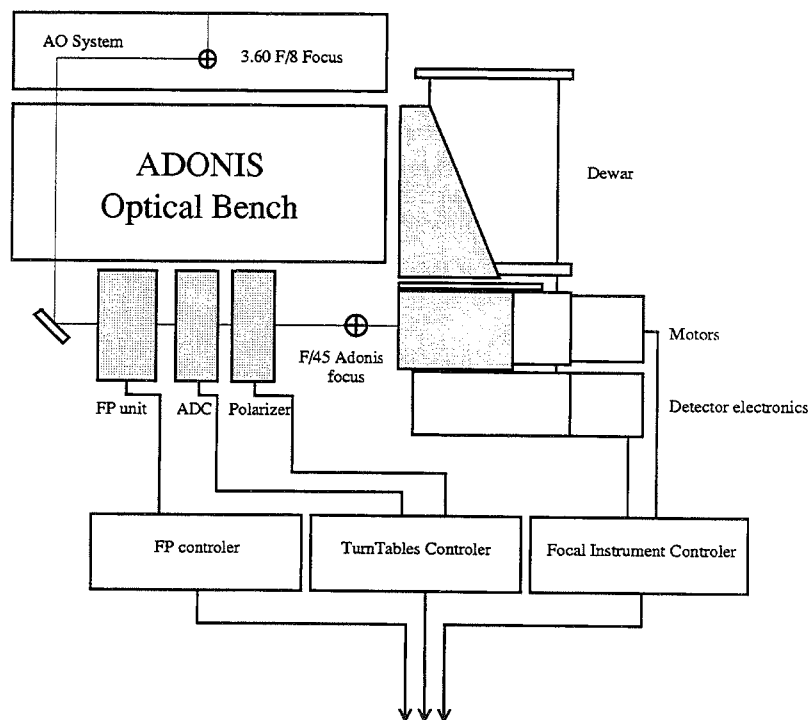 AO System
3.60 F/8 Focus
ADONIS
Optical Bench
Dewar
F/45 Adonis
focus
Motors
FP unit
ADC
Polarizer
Detector electronics
FP controler
TurnTables Controler
Focal Instrument Controler